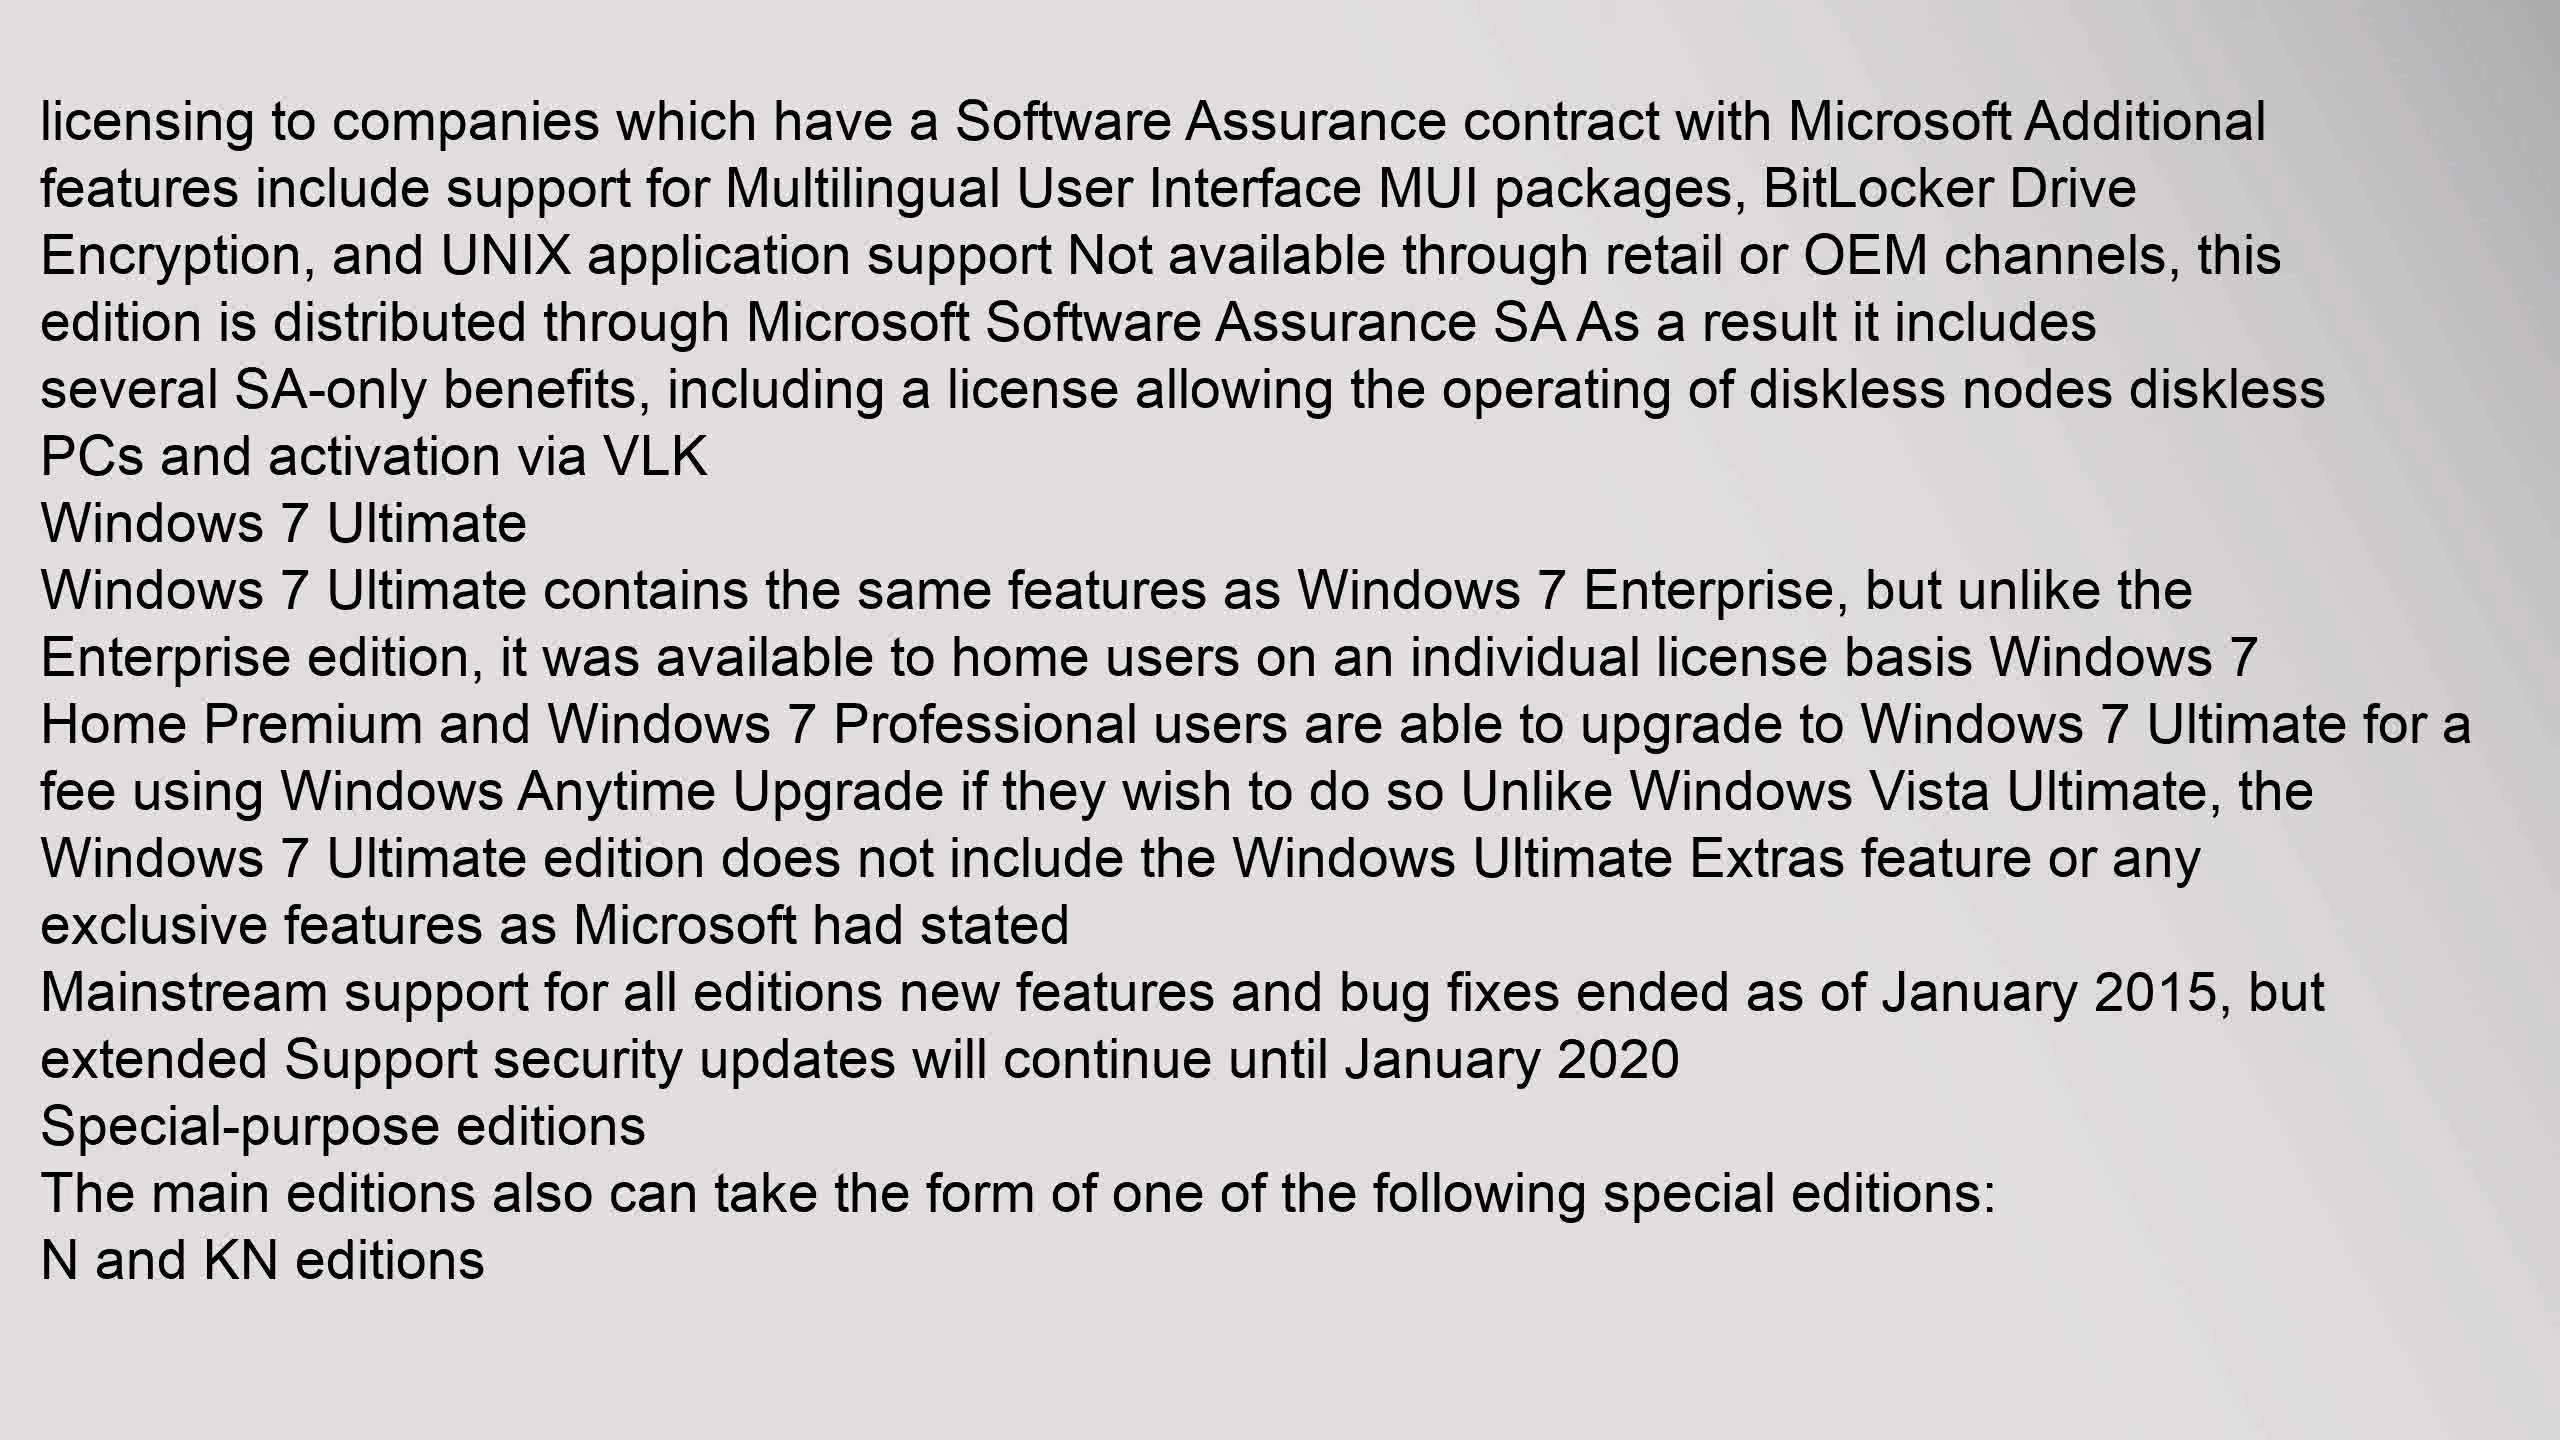 licensing to companies which have a Software Assurance contract with Microsoft Additional
features include support for Multilingual User Interface MUI packages, BitLocker Drive
Encryption, and UNIX application support Not available through retail or OEM channels, this
edition is distributed through Microsoft Software Assurance SA As a result it includes
several SA-only benefits, including a license allowing the operating of diskless nodes diskless
PCs and activation via VLK
Windows 7 Ultimate
Windows 7 Ultimate contains the same features as Windows 7 Enterprise, but unlike the
Enterprise edition, it was available to home users on an individual license basis Windows 7
Home Premium and Windows 7 Professional users are able to upgrade to Windows 7 Ultimate for a
fee using Windows Anytime Upgrade if they wish to do so Unlike Windows Vista Ultimate, the
Windows 7 Ultimate edition does not include the Windows Ultimate Extras feature or any
exclusive features as Microsoft had stated
Mainstream support for all editions new features and bug fixes ended as of January 2015, but
extended Support security updates will continue until January 2020
Special-purpose editions
The main editions also can take the form of one of the following special editions:
N and KN editions